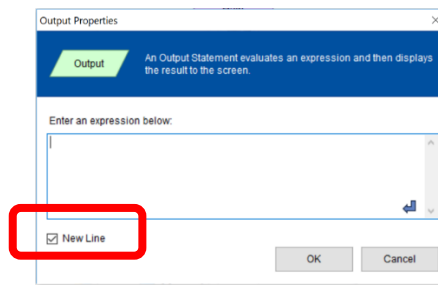 Output Properties
Output
An Output Statement evaluates an expression and then displays
the result to the screen.
Enter an expression below:
New Line
OK
Cancel